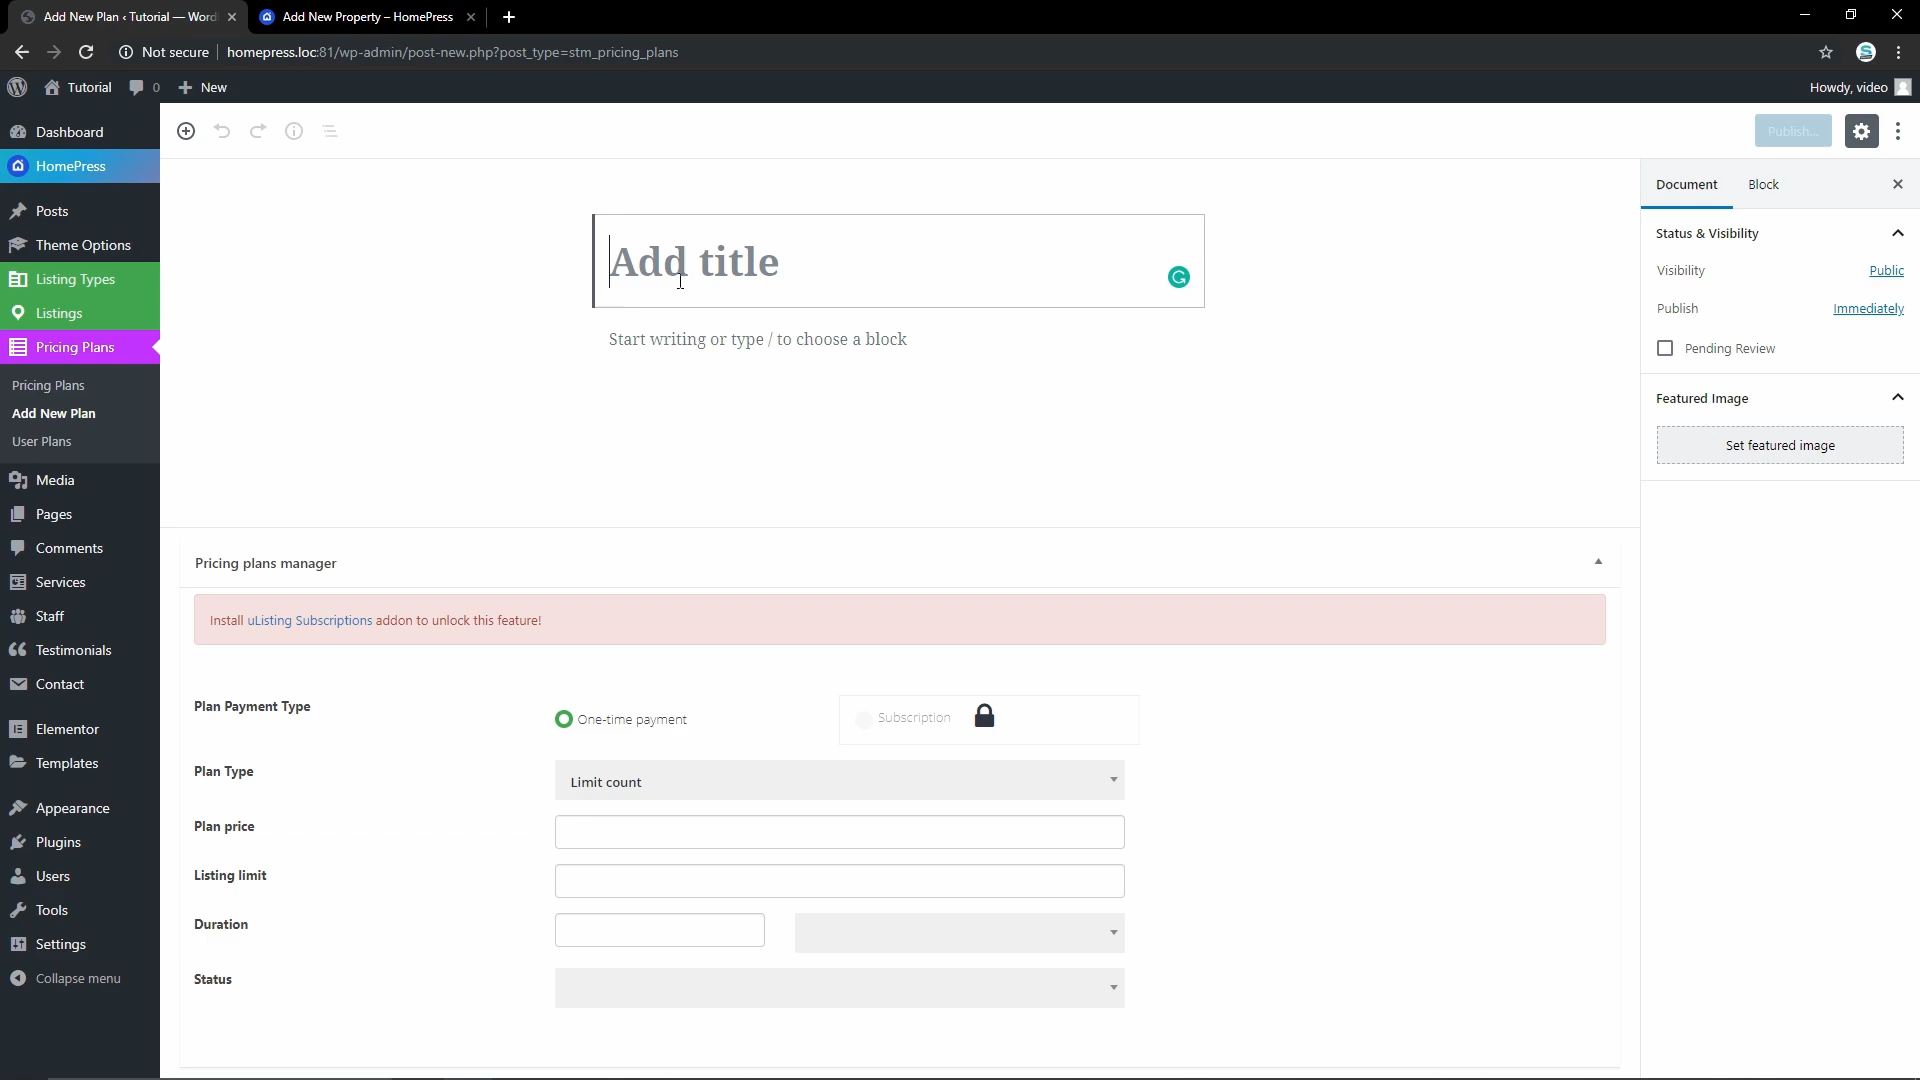 Add New Plan ‹ Tutorial — Word
Add New Property – HomePress
Not secure
homepress.loc:81/wp-admin/post-new.php?post_type=stm_pricing_plans
Tutorial
0
New
Howdy, video
Dashboard
HomePress
Posts
Theme Options
Listing Types
Listings
Pricing Plans
Pricing Plans
Add New Plan
User Plans
Media
Pages
Comments
Services
Staff
Testimonials
Contact
Elementor
Templates
Appearance
Plugins
Users
Tools
Settings
Collapse menu
Publish...
Add title
Start writing or type / to choose a block
Document
Block
Status & Visibility
Visibility
Public
Publish
Immediately
Pending Review
Featured Image
Set featured image
Pricing plans manager
Install uListing Subscriptions addon to unlock this feature!
Plan Payment Type
One-time payment
Subscription
Plan Type
Limit count
Plan price
Listing limit
Duration
Status